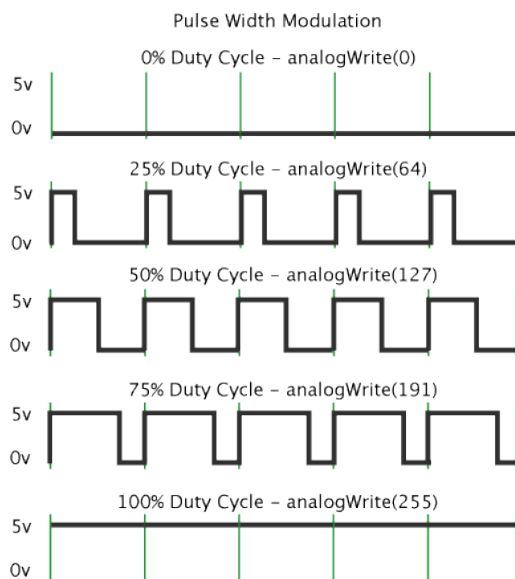 Pulse Width Modulation
0% Duty Cycle – analogWrite(0)
5v
0v
25% Duty Cycle – analogWrite(64)
5v
0v
50% Duty Cycle – analogWrite(127)
5v
0v
75% Duty Cycle – analogWrite(191)
5v
0v
100% Duty Cycle – analogWrite(255)
5v
0v